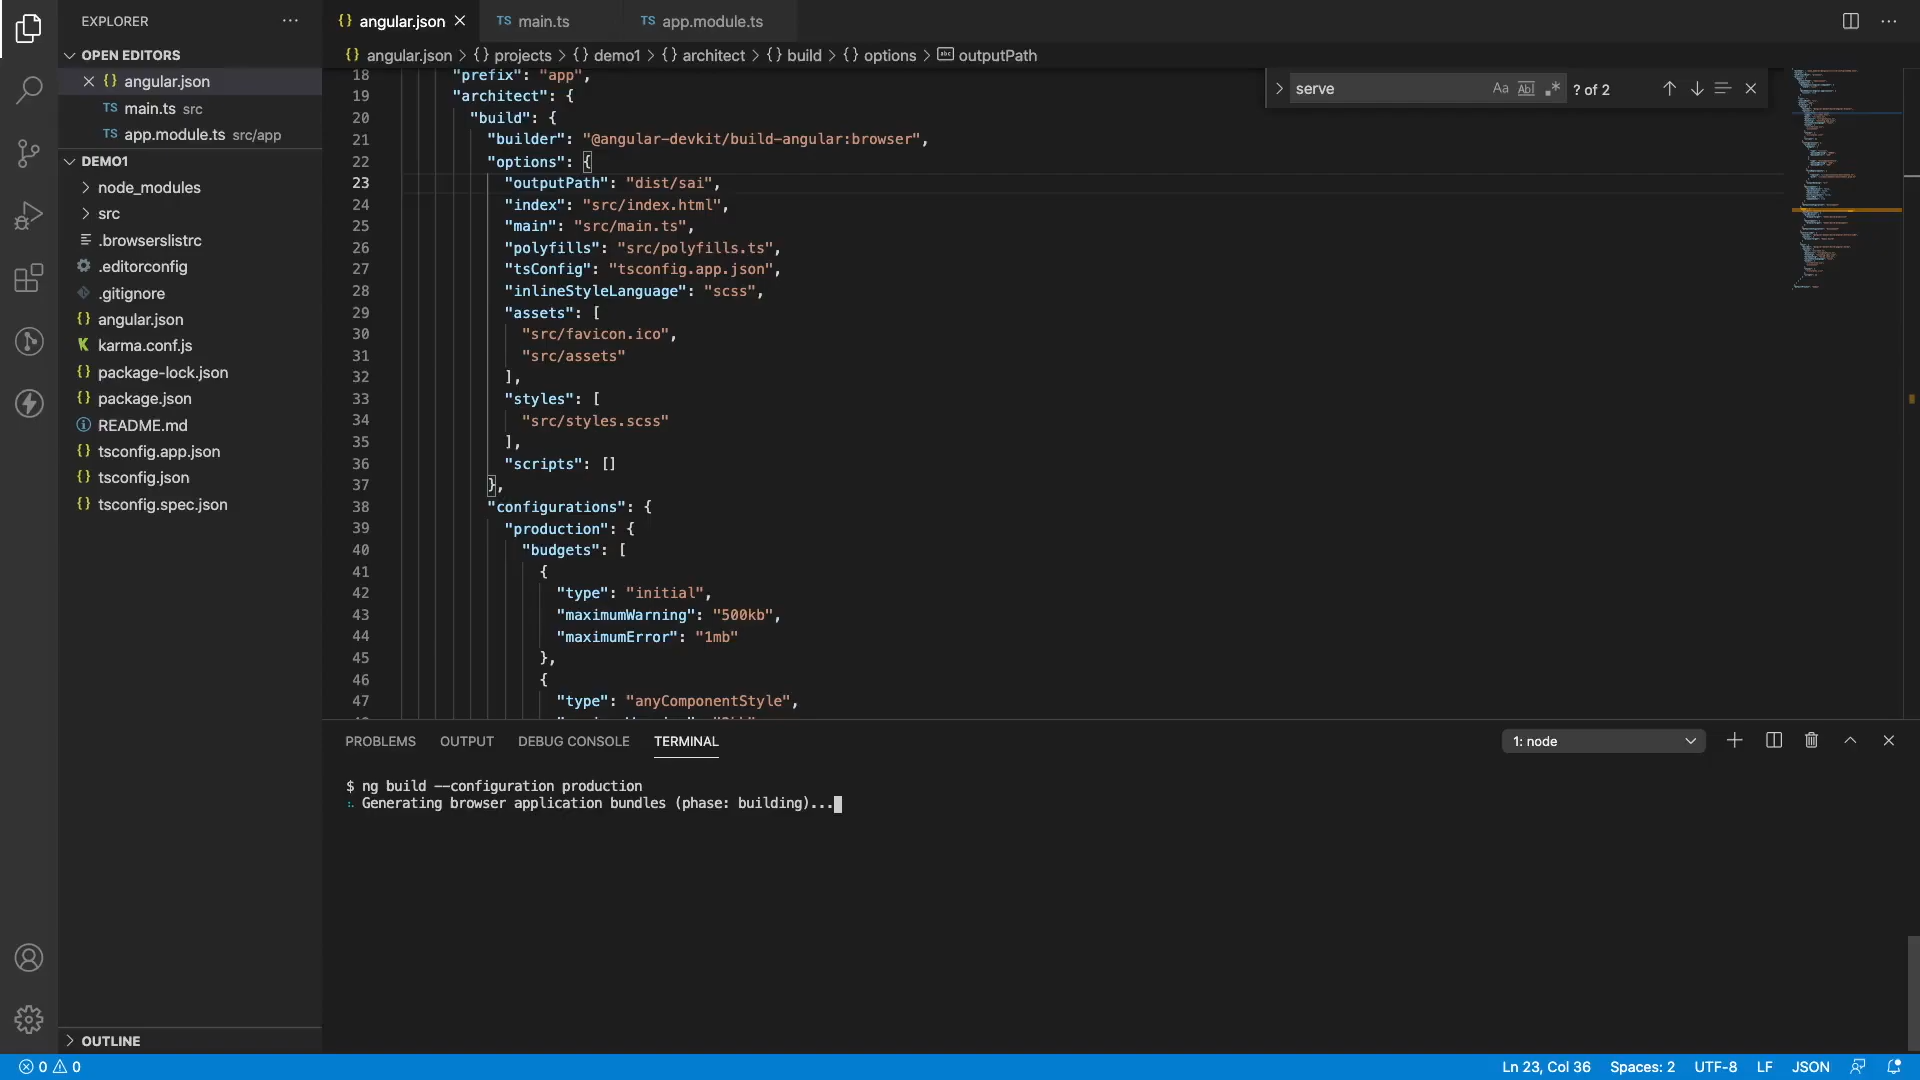 EXPLORER
OPEN EDITORS
{} angular.json
TS main.ts src
TS app.module.ts src/app
DEMO1
node_modules
src
.browserslistrc
.editorconfig
.gitignore
{} angular.json
K karma.conf.js
{} package-lock.json
{} package.json
README.md
{} tsconfig.app.json
{} tsconfig.json
{} tsconfig.spec.json
OUTLINE
{} angular.json
TS main.ts
TS app.module.ts
{} angular.json > {} projects > {} demo1 > {} architect > {} build > {} options > abc outputPath
serve
Aa Ab| .* ? of 2
18 "prefix": "app",
19 "architect": {
20 "build": {
21 "builder": "@angular-devkit/build-angular:browser",
22 "options": {
23 "outputPath": "dist/sai",
24 "index": "src/index.html",
25 "main": "src/main.ts",
26 "polyfills": "src/polyfills.ts",
27 "tsConfig": "tsconfig.app.json",
28 "inlineStyleLanguage": "scss",
29 "assets": [
30 "src/favicon.ico",
31 "src/assets"
32 ],
33 "styles": [
34 "src/styles.scss"
35 ],
36 "scripts": []
37 },
38 "configurations": {
39 "production": {
40 "budgets": [
41 {
42 "type": "initial",
43 "maximumWarning": "500kb",
44 "maximumError": "1mb"
45 },
46 {
47 "type": "anyComponentStyle",
PROBLEMS OUTPUT DEBUG CONSOLE TERMINAL
1: node
$ ng build --configuration production
Generating browser application bundles (phase: building)...
0 0
Ln 23, Col 36 Spaces: 2 UTF-8 LF JSON